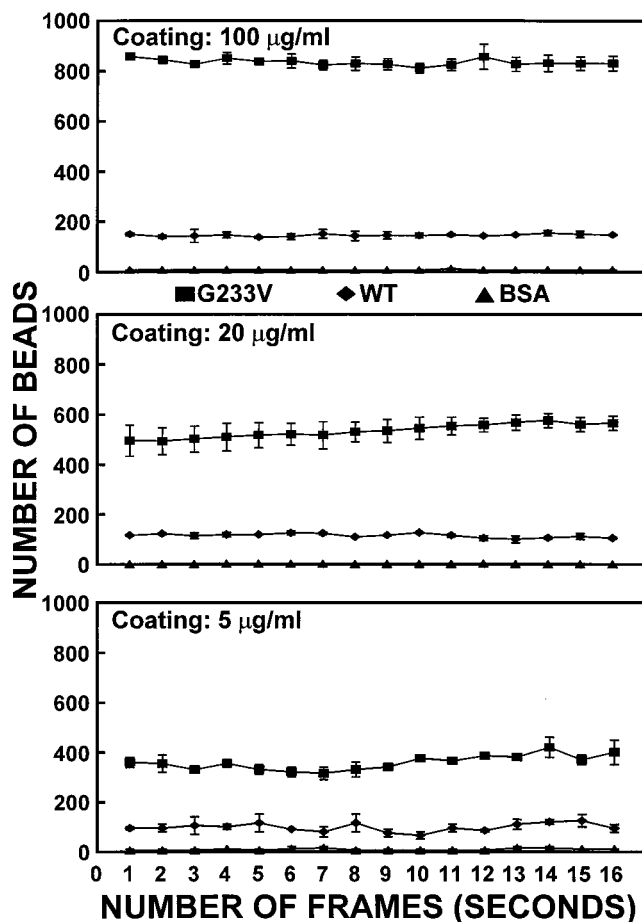 1000
Coating: 100 μg/ml
800
600
400
200
0
G233V WT BSA
1000
Coating: 20 μg/ml
800
600
400
200
0
1000
Coating: 5 μg/ml
800
600
400
200
0
0 1 2 3 4 5 6 7 8 9 10 11 12 13 14 15 16
NUMBER OF FRAMES (SECONDS)
NUMBER OF BEADS